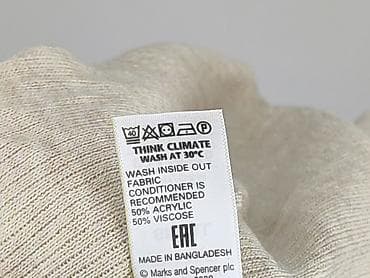 40 P
THINK CLIMATE
WASH AT 30°C
WASH INSIDE OUT
FABRIC
CONDITIONER IS
RECOMMENDED
50% ACRYLIC
50% VISCOSE
EAC
MADE IN BANGLADESH
© Marks and Spencer plc